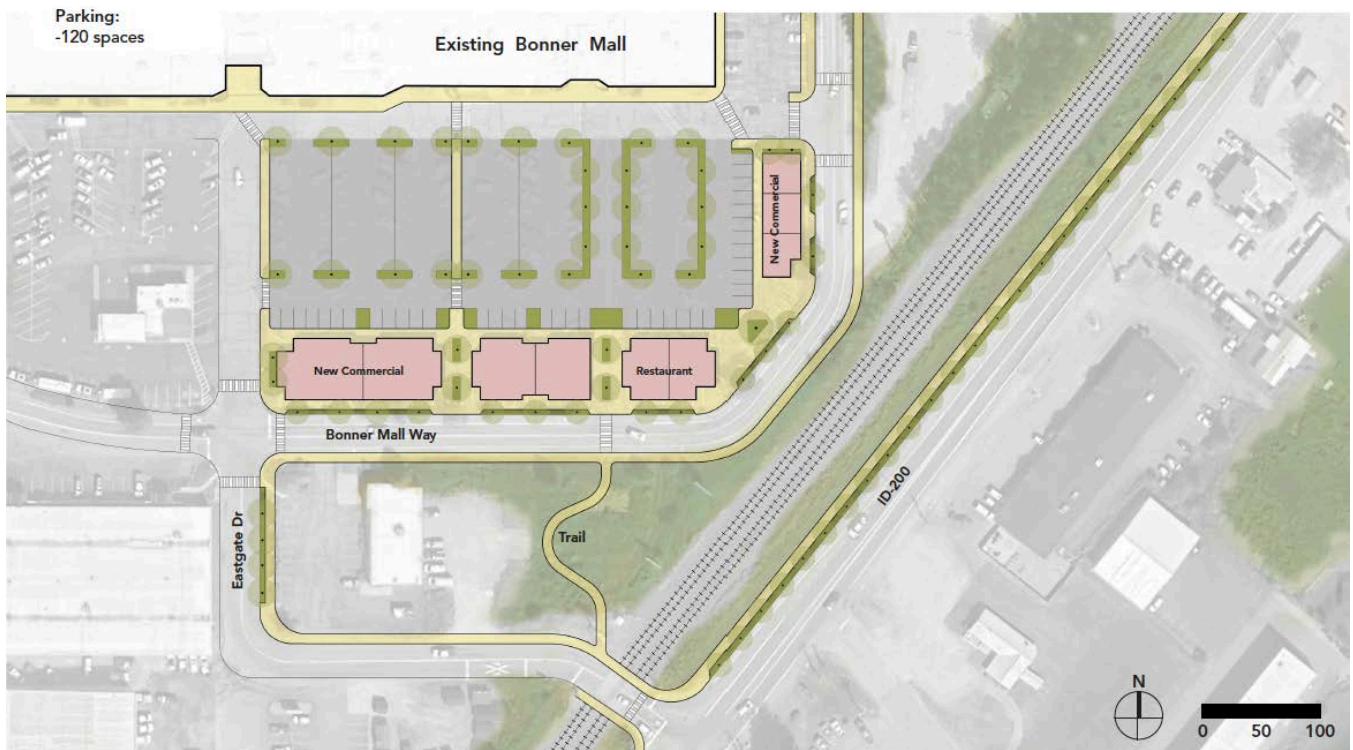 Parking:
-120 spaces
Existing Bonner Mall
New Commercial
New Commercial
Restaurant
Bonner Mall Way
Eastgate Dr
Trail
ID-200
N
0 50 100